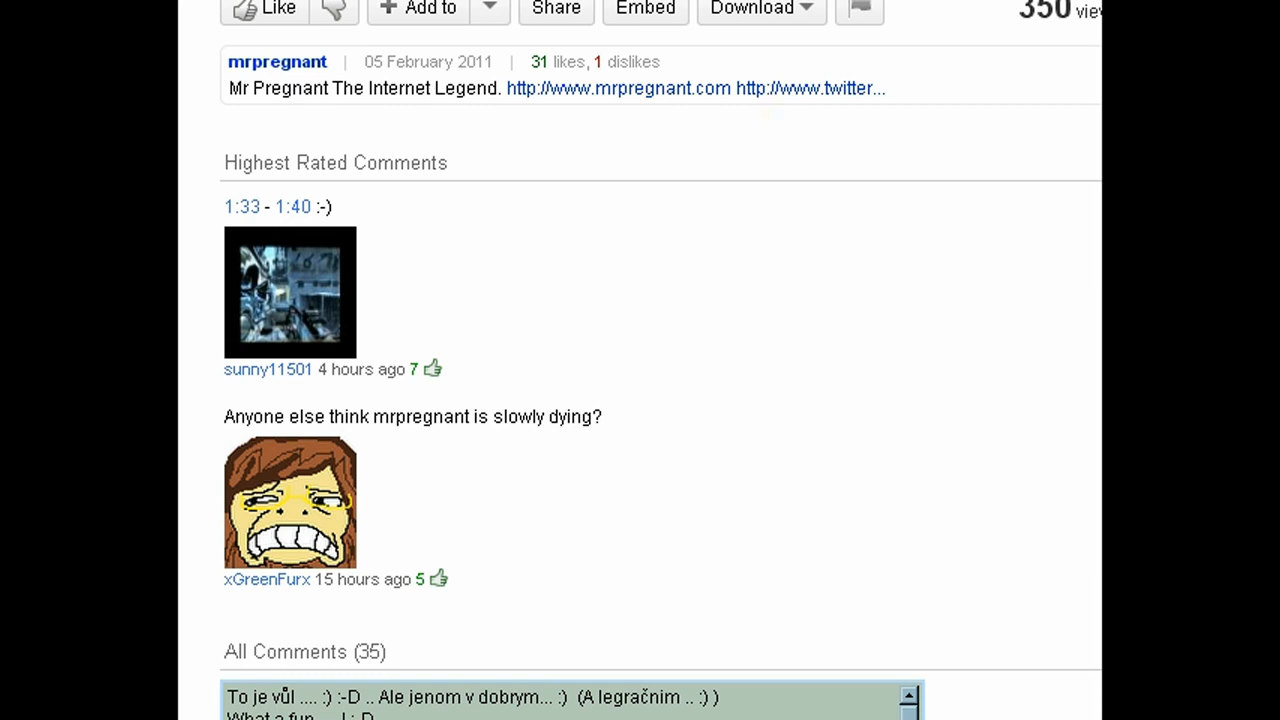 Like Add to Share Embed Download 350
mrpregnant | 05 February 2011 | 31 likes, 1 dislikes
Mr Pregnant The Internet Legend. http://www.mrpregnant.com http://www.twitter...
Highest Rated Comments
1:33 - 1:40 :-)
sunny11501 4 hours ago 7
Anyone else think mrpregnant is slowly dying?
xGreenFurx 15 hours ago 5
All Comments (35)
To je vůl .... :) :-D .. Ale jenom v dobrym... :) (A legračnim .. :) )
What a fun